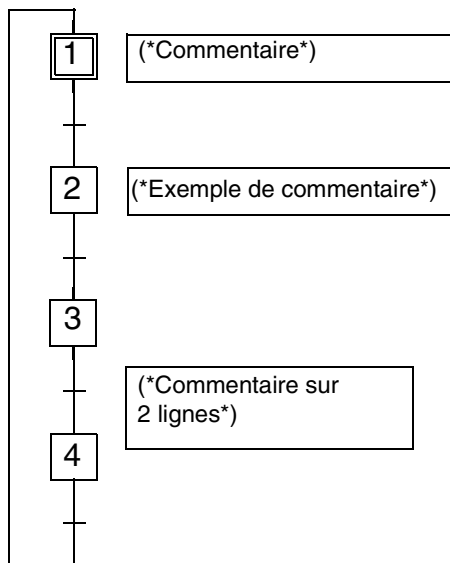 1
(*Commentaire*)
2
(*Exemple de commentaire*)
3
(*Commentaire sur
2 lignes*)
4